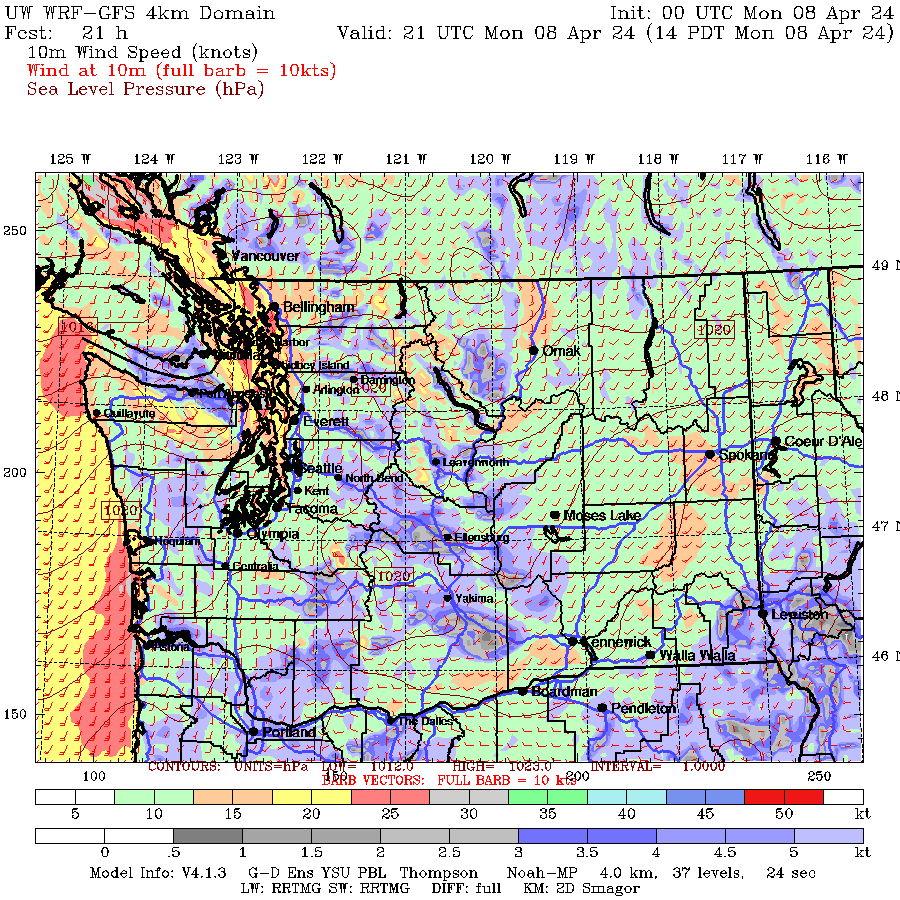 UW WRF-GFS 4km Domain Init: 00 UTC Mon 08 Apr 24
Fcst: 21 h Valid: 21 UTC Mon 08 Apr 24 (14 PDT Mon 08 Apr 24)
10m Wind Speed (knots)
Wind at 10m (full barb = 10kts)
Sea Level Pressure (hPa)
125 W 124 W 123 W 122 W 121 W 120 W 119 W 118 W 117 W 116 W
250
Vancouver
49 N
Bellingham
1020
Omak
Darrington
Arlington
1020
48 N
Quillayute
Everett
Coeur D'Ale
Spokane
Leavenworth
200
Seattle
North Bend
Kent
1020
Tacoma
Moses Lake
47 N
Olympia
Ellensburg
Hoquiam
Centralia
1020
Yakima
Lewiston
Kennewick
Astoria
Walla Walla
46 N
Boardman
Pendleton
150
The Dalles
Portland
CONTOURS: UNITS=hPa LOW= 1012.0 HIGH= 1023.0 INTERVAL= 1.0000
100 150 200 250
BARB VECTORS: FULL BARB = 10 kts
5 10 15 20 25 30 35 40 45 50 kt
0 .5 1 1.5 2 2.5 3 3.5 4 4.5 5 kt
Model Info: V4.1.3 G-D Ens YSU PBL Thompson Noah-MP 4.0 km, 37 levels, 24 sec
LW: RRTMG SW: RRTMG DIFF: full KM: 2D Smagor